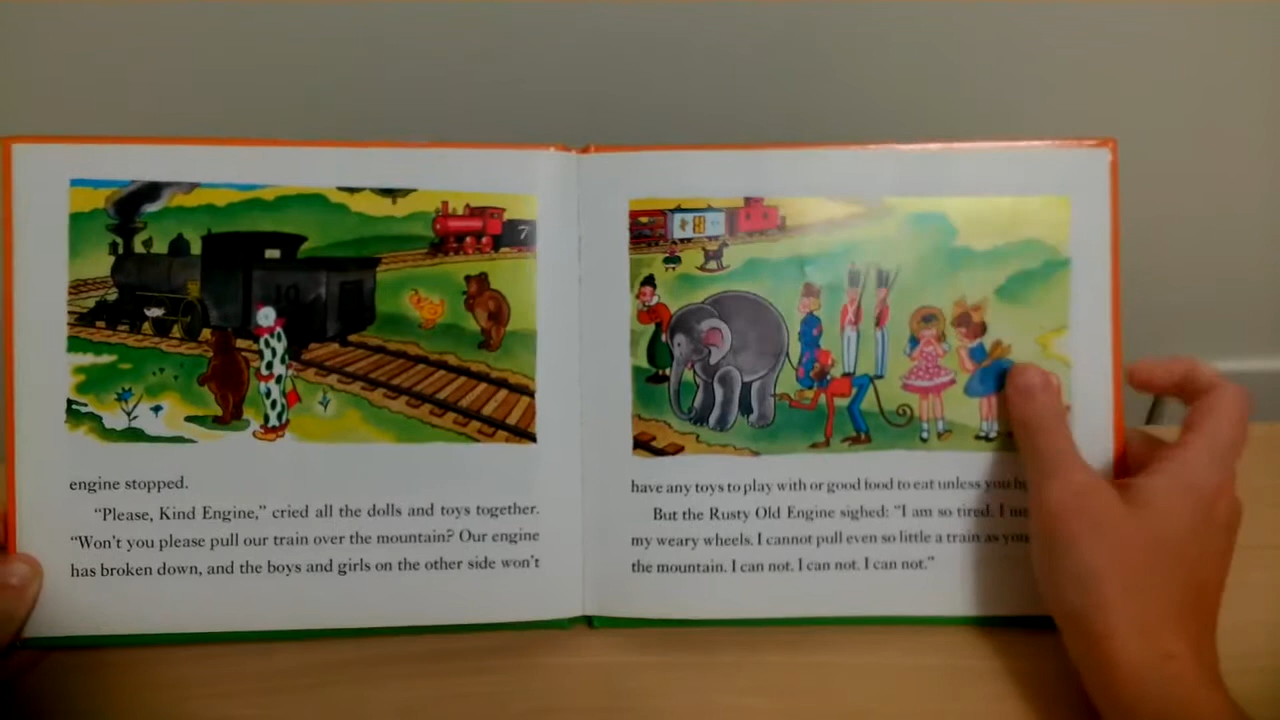 7
engine stopped.
"Please, Kind Engine," cried all the dolls and toys together.
"Won't you please pull our train over the mountain? Our engine
has broken down, and the boys and girls on the other side won't
have any toys to play with or good food to eat unless you
But the Rusty Old Engine sighed: "I am so tired. I
my weary wheels. I cannot pull even so little a train as
the mountain. I can not. I can not. I can not."